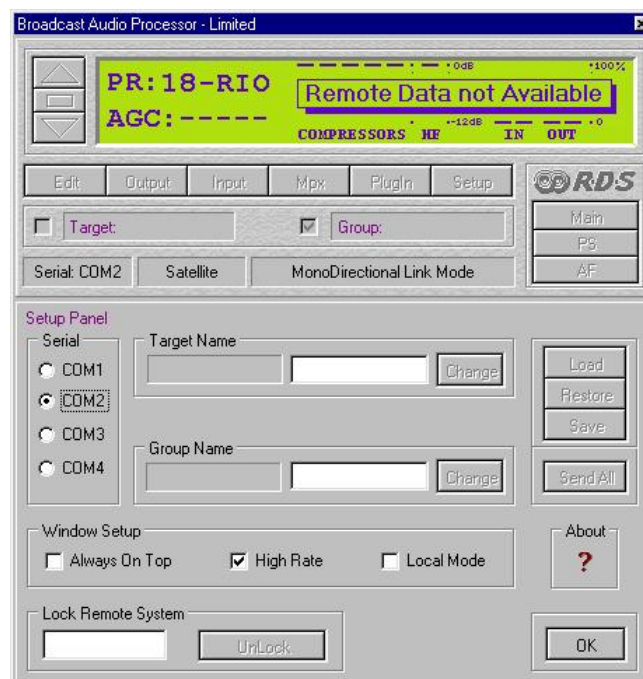 Broadcast Audio Processor - Limited
PR:18-RIO
0dB
100%
Remote Data not Available
AGC:-----
-12dB
0
COMPRESSORS HF IN OUT
Edit Output Input Mpx PlugIn Setup
RDS
Main
PS
AF
Target:
Group:
Serial: COM2 Satellite MonoDirectional Link Mode
Setup Panel
Serial
COM1
COM2
COM3
COM4
Target Name
Change
Group Name
Change
Load
Restore
Save
Send All
Window Setup
Always On Top
High Rate
Local Mode
About
?
Lock Remote System
UnLock
OK